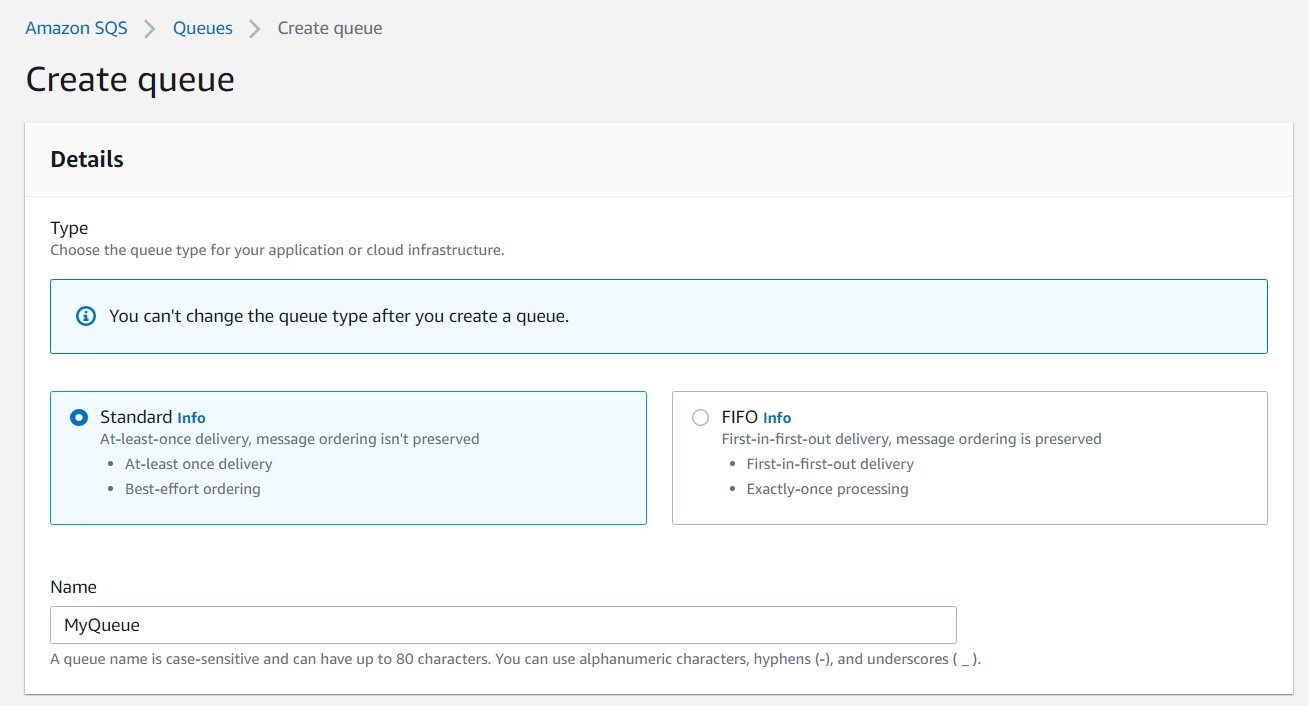 Amazon SQS > Queues > Create queue
Create queue
Details
Type
Choose the queue type for your application or cloud infrastructure.
You can't change the queue type after you create a queue.
Standard Info
At-least-once delivery, message ordering isn't preserved
• At-least once delivery
• Best-effort ordering
FIFO Info
First-in-first-out delivery, message ordering is preserved
• First-in-first-out delivery
• Exactly-once processing
Name
MyQueue
A queue name is case-sensitive and can have up to 80 characters. You can use alphanumeric characters, hyphens (-), and underscores ( _ ).